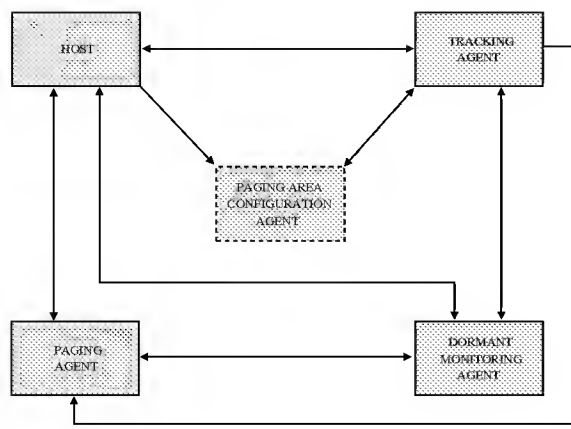 HOST
TRACKING
AGENT
PAGING AREA
CONFIGURATION
AGENT
PAGING
AGENT
DORMANT
MONITORING
AGENT